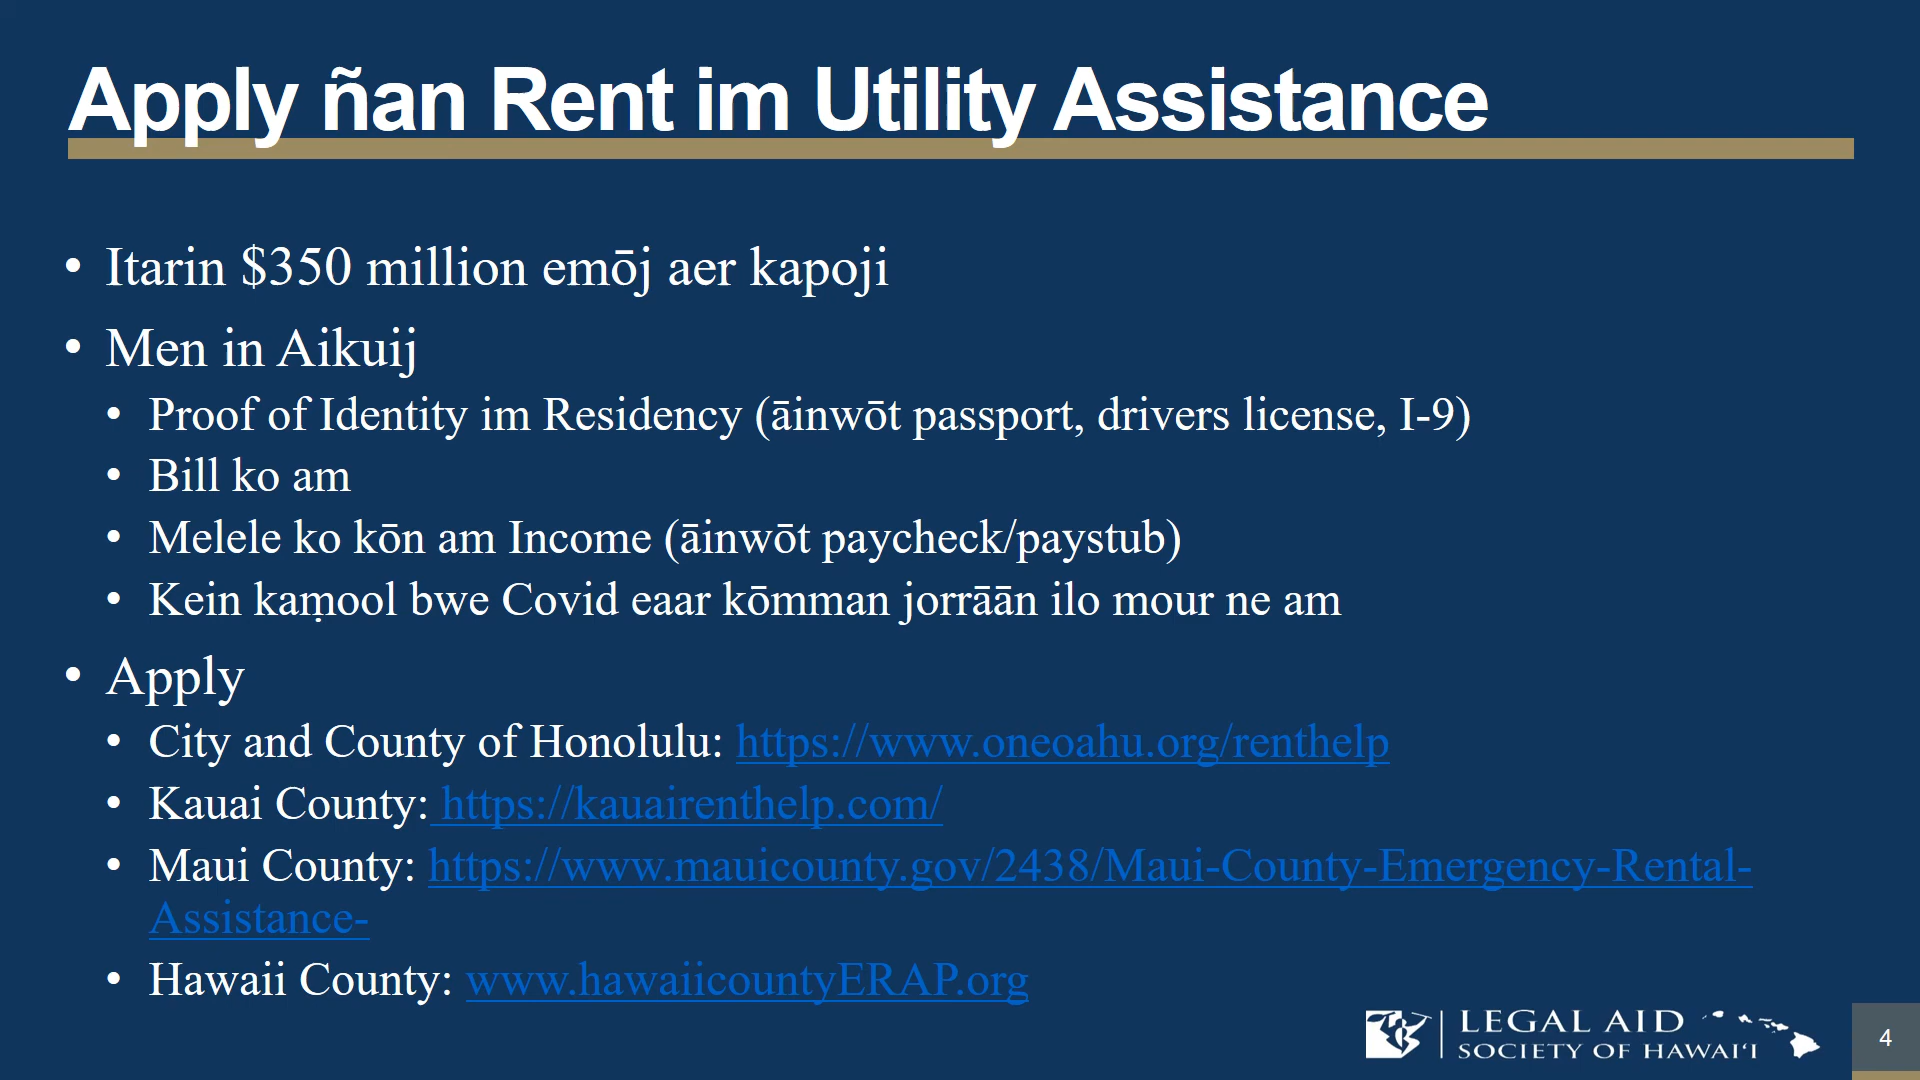 Apply ñan Rent im Utility Assistance
• Itarin $350 million emōj aer kapoji
• Men in Aikuij
• Proof of Identity im Residency (āinwōt passport, drivers license, I-9)
• Bill ko am
• Melele ko kōn am Income (āinwōt paycheck/paystub)
• Kein kaṃool bwe Covid eaar kōmman jorrāān ilo mour ne am
• Apply
• City and County of Honolulu: https://www.oneoahu.org/renthelp
• Kauai County: https://kauairenthelp.com/
• Maui County: https://www.mauicounty.gov/2438/Maui-County-Emergency-Rental-
Assistance-
• Hawaii County: www.hawaiicountyERAP.org
LEGAL AID
SOCIETY OF HAWAI‘I
4